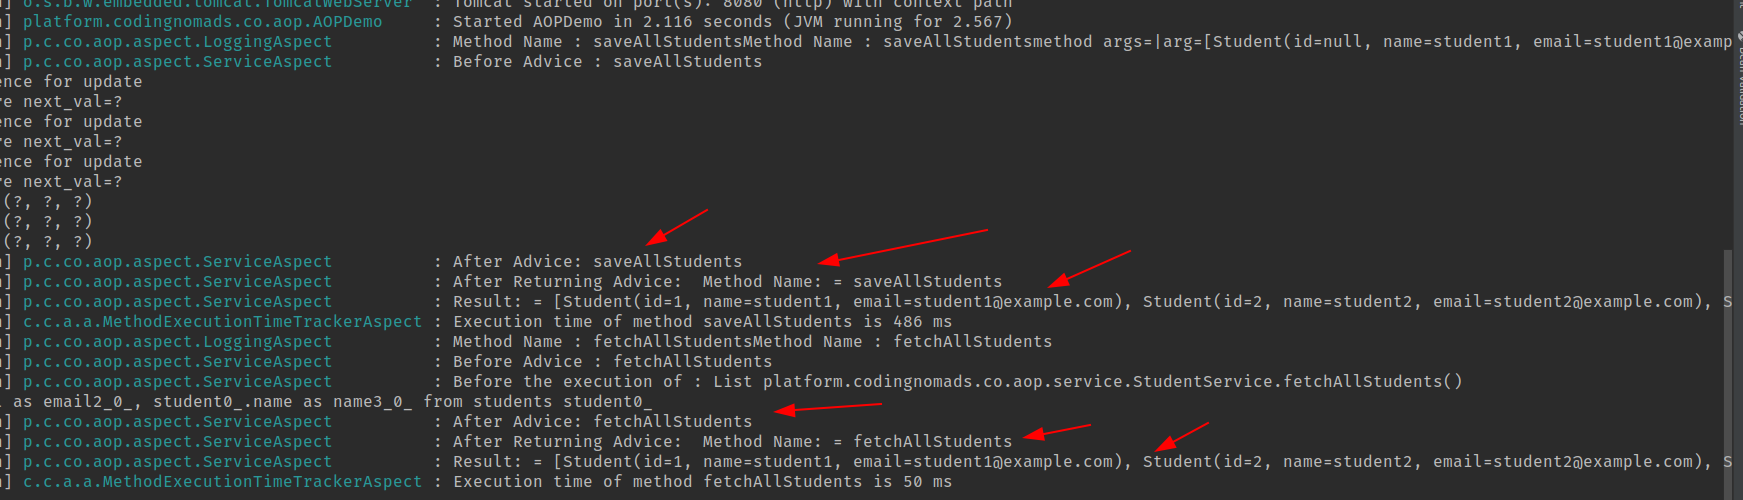 ] o.s.b.w.embedded.tomcat.TomcatWebServer : Tomcat started on port(s): 8080 (http) with context path
] platform.codingnomads.co.aop.AOPDemo : Started AOPDemo in 2.116 seconds (JVM running for 2.567)
] p.c.co.aop.aspect.LoggingAspect : Method Name : saveAllStudentsMethod Name : saveAllStudentsmethod args=|arg=[Student(id=null, name=student1, email=student1@examp
] p.c.co.aop.aspect.ServiceAspect : Before Advice : saveAllStudents
ence for update
re next_val=?
ence for update
re next_val=?
ence for update
re next_val=?
(?, ?, ?)
(?, ?, ?)
(?, ?, ?)
] p.c.co.aop.aspect.ServiceAspect : After Advice: saveAllStudents
] p.c.co.aop.aspect.ServiceAspect : After Returning Advice:  Method Name: = saveAllStudents
] p.c.co.aop.aspect.ServiceAspect : Result: = [Student(id=1, name=student1, email=student1@example.com), Student(id=2, name=student2, email=student2@example.com), S
] c.c.a.a.MethodExecutionTimeTrackerAspect : Execution time of method saveAllStudents is 486 ms
] p.c.co.aop.aspect.LoggingAspect : Method Name : fetchAllStudentsMethod Name : fetchAllStudents
] p.c.co.aop.aspect.ServiceAspect : Before Advice : fetchAllStudents
] p.c.co.aop.aspect.ServiceAspect : Before the execution of : List platform.codingnomads.co.aop.service.StudentService.fetchAllStudents()
as email2_0_, student0_.name as name3_0_ from students student0_
] p.c.co.aop.aspect.ServiceAspect : After Advice: fetchAllStudents
] p.c.co.aop.aspect.ServiceAspect : After Returning Advice:  Method Name: = fetchAllStudents
] p.c.co.aop.aspect.ServiceAspect : Result: = [Student(id=1, name=student1, email=student1@example.com), Student(id=2, name=student2, email=student2@example.com), S
] c.c.a.a.MethodExecutionTimeTrackerAspect : Execution time of method fetchAllStudents is 50 ms